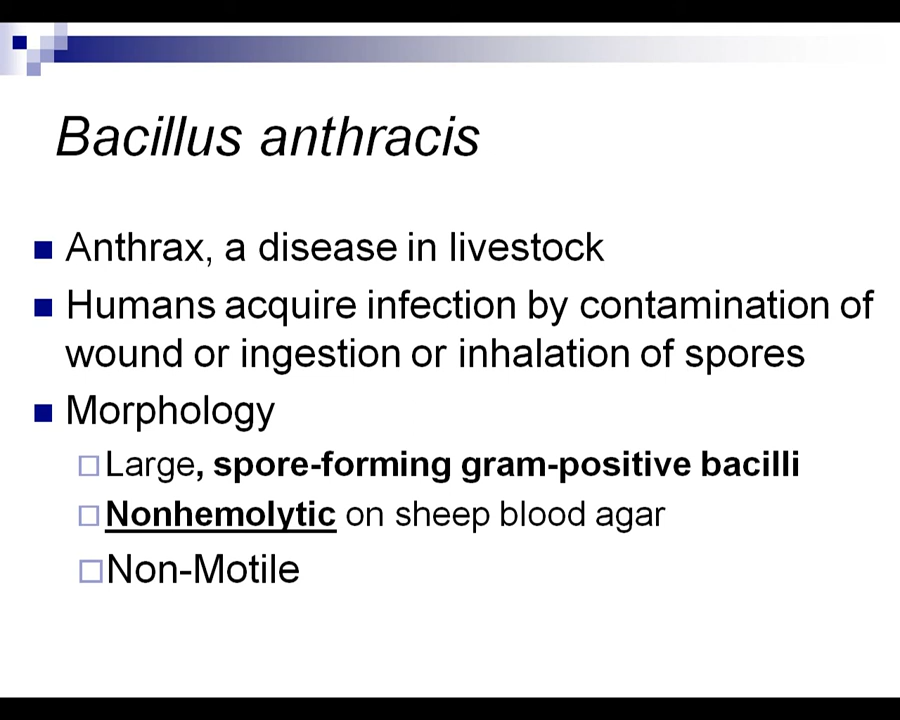 Bacillus anthracis
Anthrax, a disease in livestock
Humans acquire infection by contamination of
wound or ingestion or inhalation of spores
Morphology
Large, spore-forming gram-positive bacilli
Nonhemolytic on sheep blood agar
Non-Motile